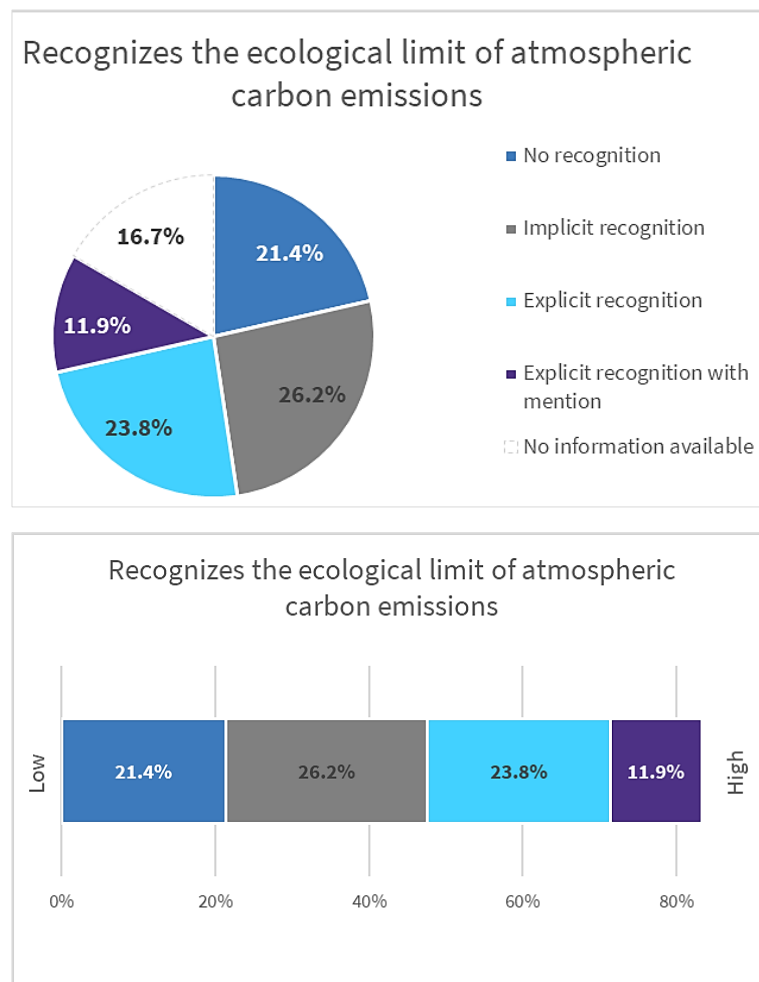 Recognizes the ecological limit of atmospheric
carbon emissions
No recognition
Implicit recognition
Explicit recognition
Explicit recognition with
mention
No information available
16.7%
21.4%
11.9%
26.2%
23.8%
Recognizes the ecological limit of atmospheric
carbon emissions
Low
21.4%
26.2%
23.8%
11.9%
High
0%
20%
40%
60%
80%